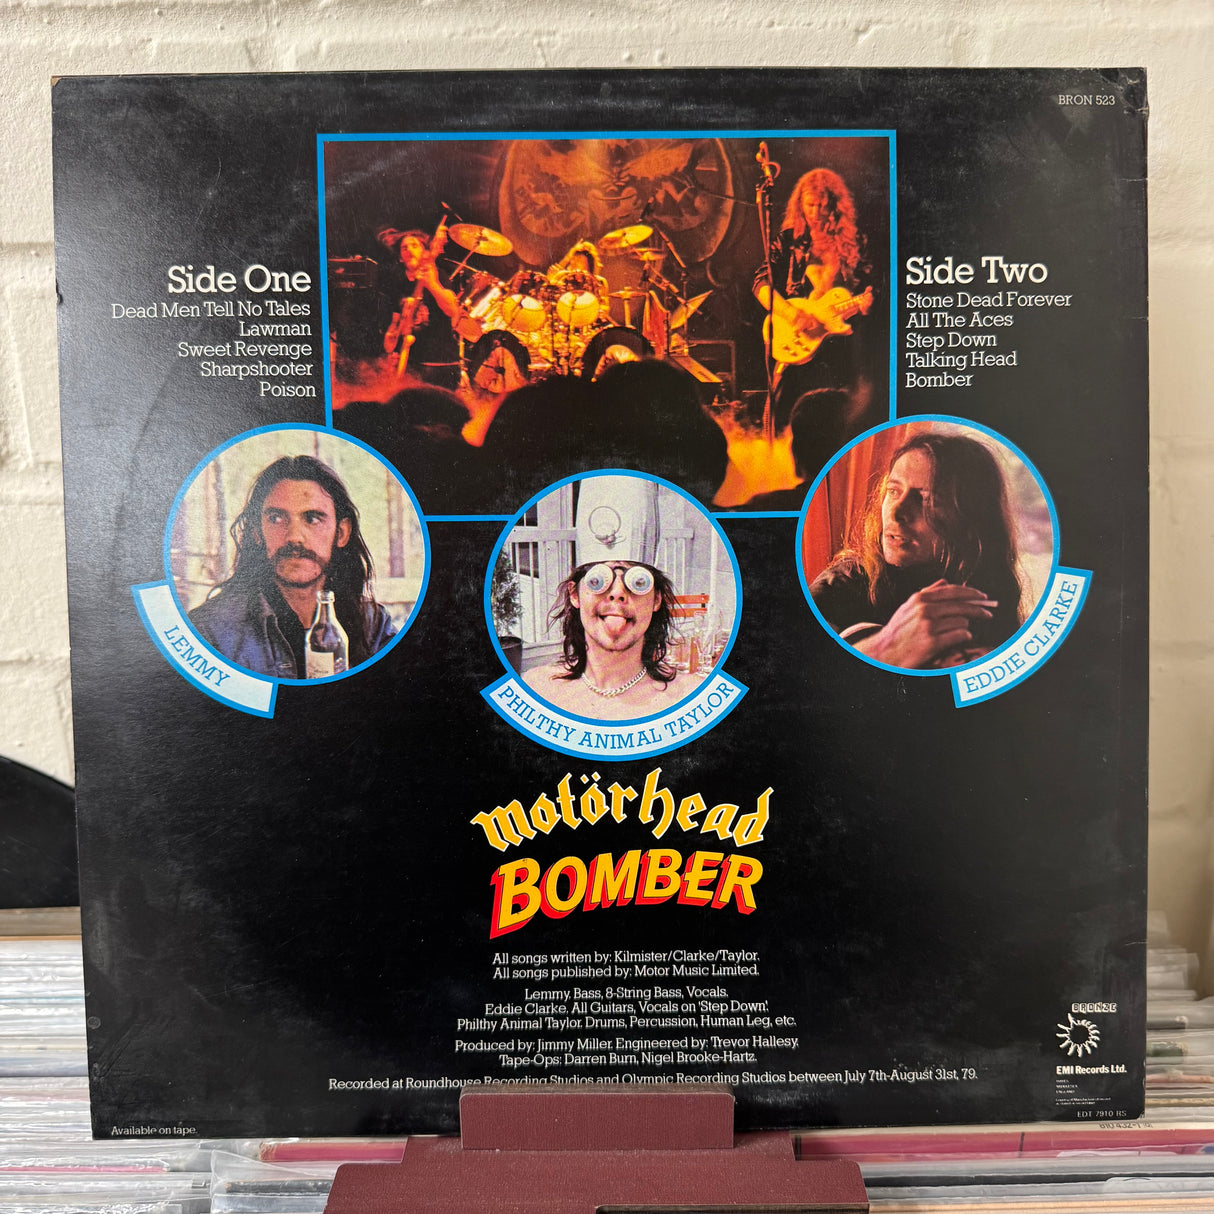 BRON 523
Side One
Dead Men Tell No Tales
Lawman
Sweet Revenge
Sharpshooter
Poison
Side Two
Stone Dead Forever
All The Aces
Step Down
Talking Head
Bomber
LEMMY
PHILTHY ANIMAL TAYLOR
EDDIE CLARKE
motörhead
BOMBER
All songs written by: Kilmister/Clarke/Taylor.
All songs published by: Motor Music Limited.
Lemmy. Bass, 8-String Bass, Vocals.
Eddie Clarke. All Guitars, Vocals on 'Step Down'.
Philthy Animal Taylor. Drums, Percussion, Human Leg, etc.
Produced by: Jimmy Miller. Engineered by: Trevor Hallesy.
Tape-Ops: Darren Burn, Nigel Brooke-Hartz.
Recorded at Roundhouse Recording Studios and Olympic Recording Studios between July 7th-August 31st, 79.
BRONZE
EMI Records Ltd.
HAYES
MIDDLESEX
ENGLAND
EDT 7910 RS
Available on tape.